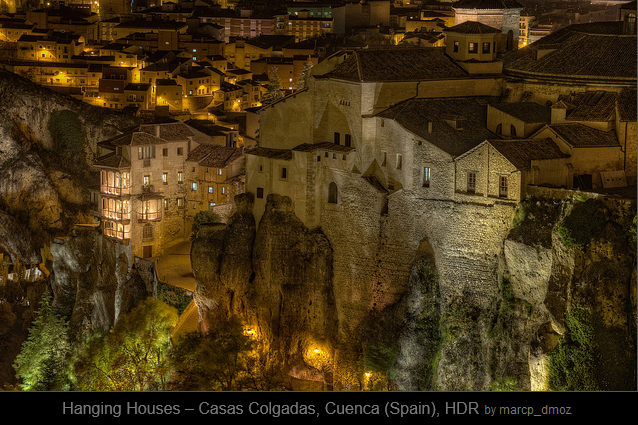 Hanging Houses – Casas Colgadas, Cuenca (Spain), HDR by marcp_dmoz